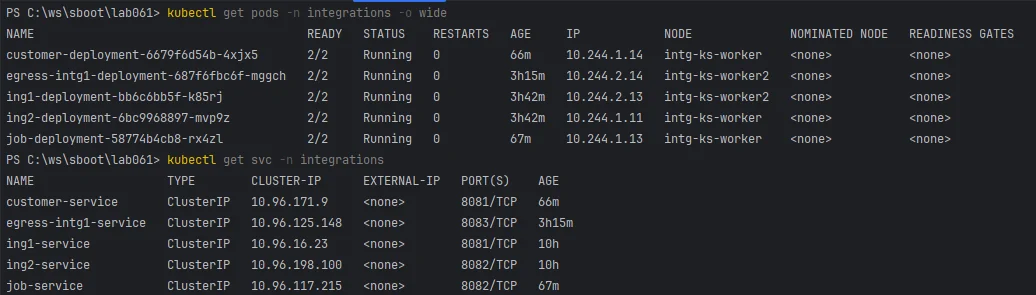 PS C:\ws\sboot\lab061> kubectl get pods -n integrations -o wide
NAME READY STATUS RESTARTS AGE IP NODE NOMINATED NODE READINESS GATES
customer-deployment-6679f6d54b-4xjx5 2/2 Running 0 66m 10.244.1.14 intg-ks-worker <none> <none>
egress-intg1-deployment-687f6fbc6f-mggch 2/2 Running 0 3h15m 10.244.2.14 intg-ks-worker2 <none> <none>
ing1-deployment-bb6c6bb5f-k85rj 2/2 Running 0 3h42m 10.244.2.13 intg-ks-worker2 <none> <none>
ing2-deployment-6bc9968897-mvp9z 2/2 Running 0 3h42m 10.244.1.11 intg-ks-worker <none> <none>
job-deployment-58774b4cb8-rx4zl 2/2 Running 0 67m 10.244.1.13 intg-ks-worker <none> <none>
PS C:\ws\sboot\lab061> kubectl get svc -n integrations
NAME TYPE CLUSTER-IP EXTERNAL-IP PORT(S) AGE
customer-service ClusterIP 10.96.171.9 <none> 8081/TCP 66m
egress-intg1-service ClusterIP 10.96.125.148 <none> 8083/TCP 3h15m
ing1-service ClusterIP 10.96.16.23 <none> 8081/TCP 10h
ing2-service ClusterIP 10.96.198.100 <none> 8082/TCP 10h
job-service ClusterIP 10.96.117.215 <none> 8082/TCP 67m